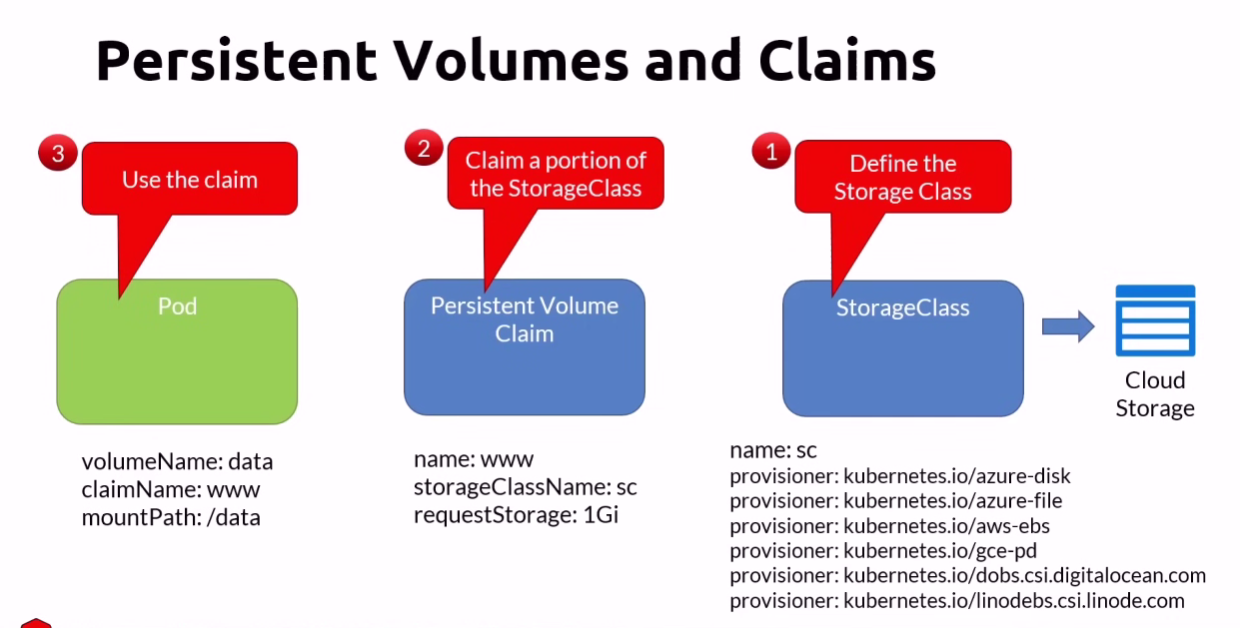 Persistent Volumes and Claims
3
Use the claim
Pod
volumeName: data
claimName: www
mountPath: /data
2
Claim a portion of
the StorageClass
Persistent Volume
Claim
name: www
storageClassName: sc
requestStorage: 1Gi
1
Define the
Storage Class
StorageClass
Cloud
Storage
name: sc
provisioner: kubernetes.io/azure-disk
provisioner: kubernetes.io/azure-file
provisioner: kubernetes.io/aws-ebs
provisioner: kubernetes.io/gce-pd
provisioner: kubernetes.io/dobs.csi.digitalocean.com
provisioner: kubernetes.io/linodebs.csi.linode.com